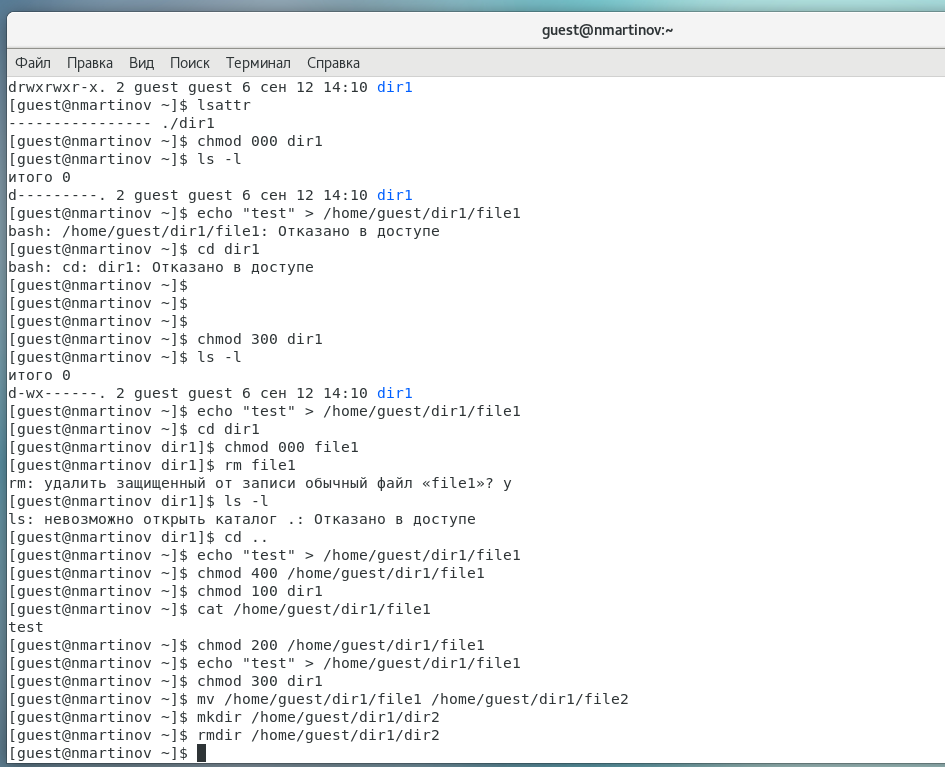 guest@nmartinov:~
Файл Правка Вид Поиск Терминал Справка
drwxrwxr-x. 2 guest guest 6 сен 12 14:10 dir1
[guest@nmartinov ~]$ lsattr
---------------- ./dir1
[guest@nmartinov ~]$ chmod 000 dir1
[guest@nmartinov ~]$ ls -l
итого 0
d---------. 2 guest guest 6 сен 12 14:10 dir1
[guest@nmartinov ~]$ echo "test" > /home/guest/dir1/file1
bash: /home/guest/dir1/file1: Отказано в доступе
[guest@nmartinov ~]$ cd dir1
bash: cd: dir1: Отказано в доступе
[guest@nmartinov ~]$
[guest@nmartinov ~]$
[guest@nmartinov ~]$
[guest@nmartinov ~]$ chmod 300 dir1
[guest@nmartinov ~]$ ls -l
итого 0
d-wx------. 2 guest guest 6 сен 12 14:10 dir1
[guest@nmartinov ~]$ echo "test" > /home/guest/dir1/file1
[guest@nmartinov ~]$ cd dir1
[guest@nmartinov dir1]$ chmod 000 file1
[guest@nmartinov dir1]$ rm file1
rm: удалить защищенный от записи обычный файл «file1»? y
[guest@nmartinov dir1]$ ls -l
ls: невозможно открыть каталог .: Отказано в доступе
[guest@nmartinov dir1]$ cd ..
[guest@nmartinov ~]$ echo "test" > /home/guest/dir1/file1
[guest@nmartinov ~]$ chmod 400 /home/guest/dir1/file1
[guest@nmartinov ~]$ chmod 100 dir1
[guest@nmartinov ~]$ cat /home/guest/dir1/file1
test
[guest@nmartinov ~]$ chmod 200 /home/guest/dir1/file1
[guest@nmartinov ~]$ echo "test" > /home/guest/dir1/file1
[guest@nmartinov ~]$ chmod 300 dir1
[guest@nmartinov ~]$ mv /home/guest/dir1/file1 /home/guest/dir1/file2
[guest@nmartinov ~]$ mkdir /home/guest/dir1/dir2
[guest@nmartinov ~]$ rmdir /home/guest/dir1/dir2
[guest@nmartinov ~]$